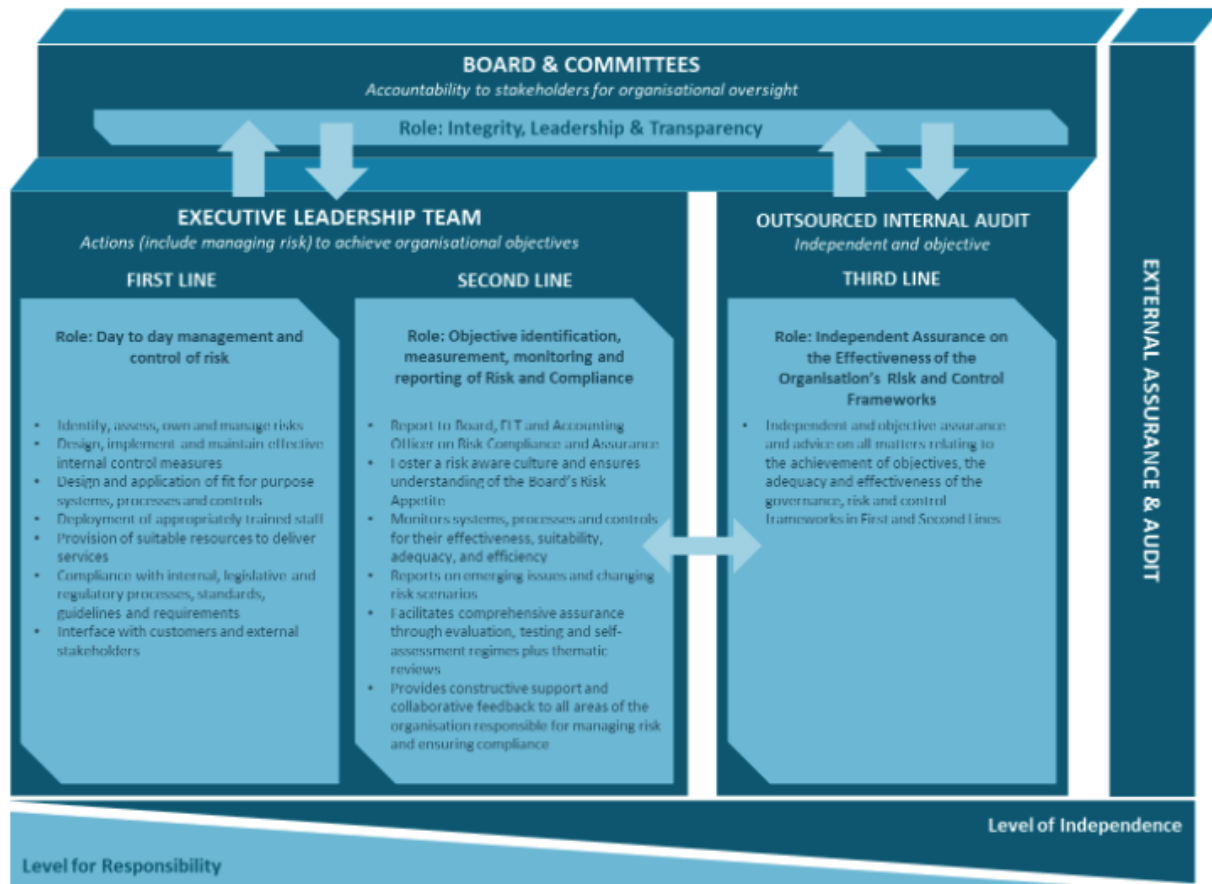 BOARD & COMMITTEES
Accountability to stakeholders for organisational oversight
Role: Integrity, Leadership & Transparency
EXECUTIVE LEADERSHIP TEAM
Actions (include managing risk) to achieve organisational objectives
FIRST LINE
Role: Day to day management and
control of risk
• Identify, assess, own and manage risks
• Design, implement and maintain effective
internal control measures
• Design and application of fit for purpose
systems, processes and controls
• Deployment of appropriately trained staff
• Provision of suitable resources to deliver
services
• Compliance with internal, legislative and
regulatory processes, standards,
guidelines and requirements
• Interface with customers and external
stakeholders
SECOND LINE
Role: Objective identification,
measurement, monitoring and
reporting of Risk and Compliance
• Report to Board, ELT and Accounting
Officer on Risk Compliance and Assurance
• Foster a risk aware culture and ensures
understanding of the Board's Risk
Appetite
• Monitors systems, processes and controls
for their effectiveness, suitability,
adequacy, and efficiency
• Reports on emerging issues and changing
risk scenarios
• Facilitates comprehensive assurance
through evaluation, testing and self-
assessment regimes plus thematic
reviews
• Provides constructive support and
collaborative feedback to all areas of the
organisation responsible for managing risk
and ensuring compliance
OUTSOURCED INTERNAL AUDIT
Independent and objective
THIRD LINE
Role: Independent Assurance on
the Effectiveness of the
Organisation's Risk and Control
Frameworks
• Independent and objective assurance
and advice on all matters relating to
the achievement of objectives, the
adequacy and effectiveness of the
governance, risk and control
frameworks in First and Second Lines
EXTERNAL ASSURANCE & AUDIT
Level of Independence
Level for Responsibility